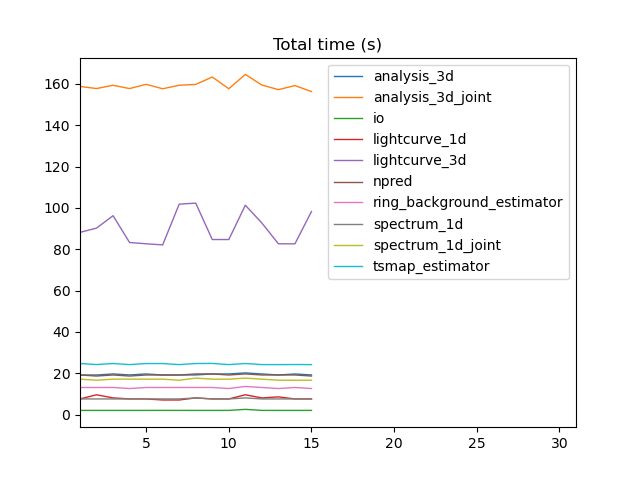 Total time (s)
160
140
120
100
80
60
40
20
0
5
10
15
20
25
30
analysis_3d
analysis_3d_joint
io
lightcurve_1d
lightcurve_3d
npred
ring_background_estimator
spectrum_1d
spectrum_1d_joint
tsmap_estimator